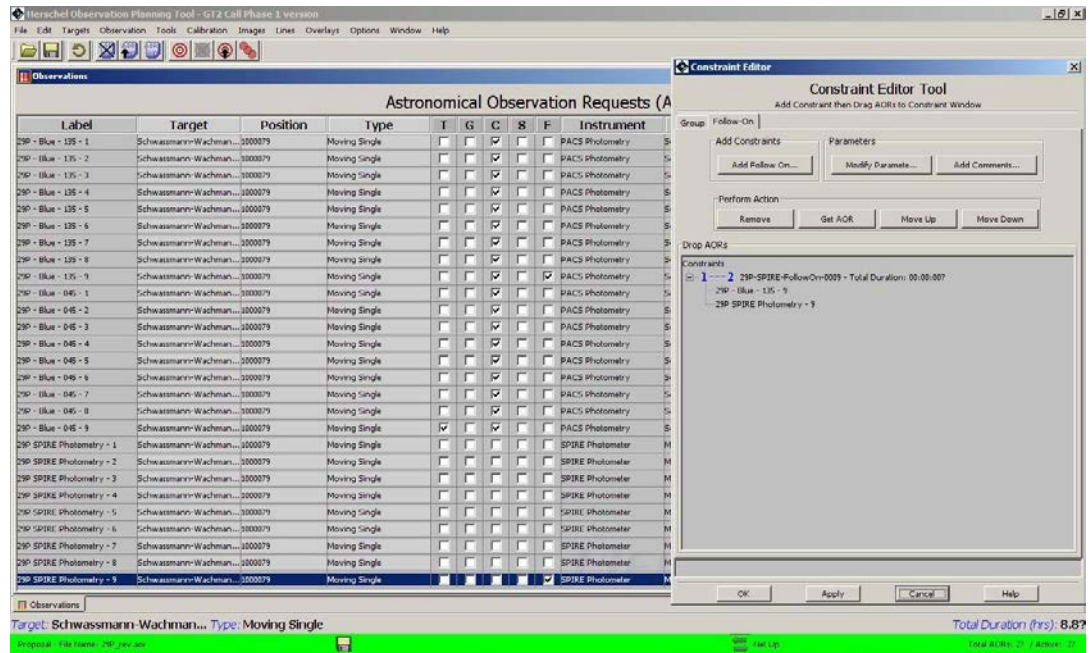 Herschel Observation Planning Tool - GT2 Call Phase 1 version
File Edit Targets Observation Tools Calibration Images Lines Overlays Options Window Help
Observations
Astronomical Observation Requests (A
Label Target Position Type T G C S F Instrument
29P - Blue - 135 - 1 Schwassmann-Wachman... 1000079 Moving Single PACS Photometry
29P - Blue - 135 - 2 Schwassmann-Wachman... 1000079 Moving Single PACS Photometry
29P - Blue - 135 - 3 Schwassmann-Wachman... 1000079 Moving Single PACS Photometry
29P - Blue - 135 - 4 Schwassmann-Wachman... 1000079 Moving Single PACS Photometry
29P - Blue - 135 - 5 Schwassmann-Wachman... 1000079 Moving Single PACS Photometry
29P - Blue - 135 - 6 Schwassmann-Wachman... 1000079 Moving Single PACS Photometry
29P - Blue - 135 - 7 Schwassmann-Wachman... 1000079 Moving Single PACS Photometry
29P - Blue - 135 - 8 Schwassmann-Wachman... 1000079 Moving Single PACS Photometry
29P - Blue - 135 - 9 Schwassmann-Wachman... 1000079 Moving Single PACS Photometry
29P - Blue - 045 - 1 Schwassmann-Wachman... 1000079 Moving Single PACS Photometry
29P - Blue - 045 - 2 Schwassmann-Wachman... 1000079 Moving Single PACS Photometry
29P - Blue - 045 - 3 Schwassmann-Wachman... 1000079 Moving Single PACS Photometry
29P - Blue - 045 - 4 Schwassmann-Wachman... 1000079 Moving Single PACS Photometry
29P - Blue - 045 - 5 Schwassmann-Wachman... 1000079 Moving Single PACS Photometry
29P - Blue - 045 - 6 Schwassmann-Wachman... 1000079 Moving Single PACS Photometry
29P - Blue - 045 - 7 Schwassmann-Wachman... 1000079 Moving Single PACS Photometry
29P - Blue - 045 - 8 Schwassmann-Wachman... 1000079 Moving Single PACS Photometry
29P - Blue - 045 - 9 Schwassmann-Wachman... 1000079 Moving Single PACS Photometry
29P SPIRE Photometry - 1 Schwassmann-Wachman... 1000079 Moving Single SPIRE Photometer M
29P SPIRE Photometry - 2 Schwassmann-Wachman... 1000079 Moving Single SPIRE Photometer M
29P SPIRE Photometry - 3 Schwassmann-Wachman... 1000079 Moving Single SPIRE Photometer M
29P SPIRE Photometry - 4 Schwassmann-Wachman... 1000079 Moving Single SPIRE Photometer M
29P SPIRE Photometry - 5 Schwassmann-Wachman... 1000079 Moving Single SPIRE Photometer M
29P SPIRE Photometry - 6 Schwassmann-Wachman... 1000079 Moving Single SPIRE Photometer M
29P SPIRE Photometry - 7 Schwassmann-Wachman... 1000079 Moving Single SPIRE Photometer M
29P SPIRE Photometry - 8 Schwassmann-Wachman... 1000079 Moving Single SPIRE Photometer M
29P SPIRE Photometry - 9 Schwassmann-Wachman... 1000079 Moving Single SPIRE Photometer M
Observations
Constraint Editor
Constraint Editor Tool
Add Constraint then Drag AORs to Constraint Window
Group Follow-On
Add Constraints Parameters
Add Follow On... Modify Paramete... Add Comments...
Perform Action
Remove Get AOR Move Up Move Down
Drop AORs
Constraints
1 --- 2 29P-SPIRE-FollowOn-0009 - Total Duration: 00:00:00?
29P - Blue - 135 - 9
29P SPIRE Photometry - 9
OK Apply Cancel Help
Target: Schwassmann-Wachman... Type: Moving Single Total Duration (hrs): 8.8?
Proposal - File Name: 29P_rev.aor Net Up Total AORs: 27 / Active: 27